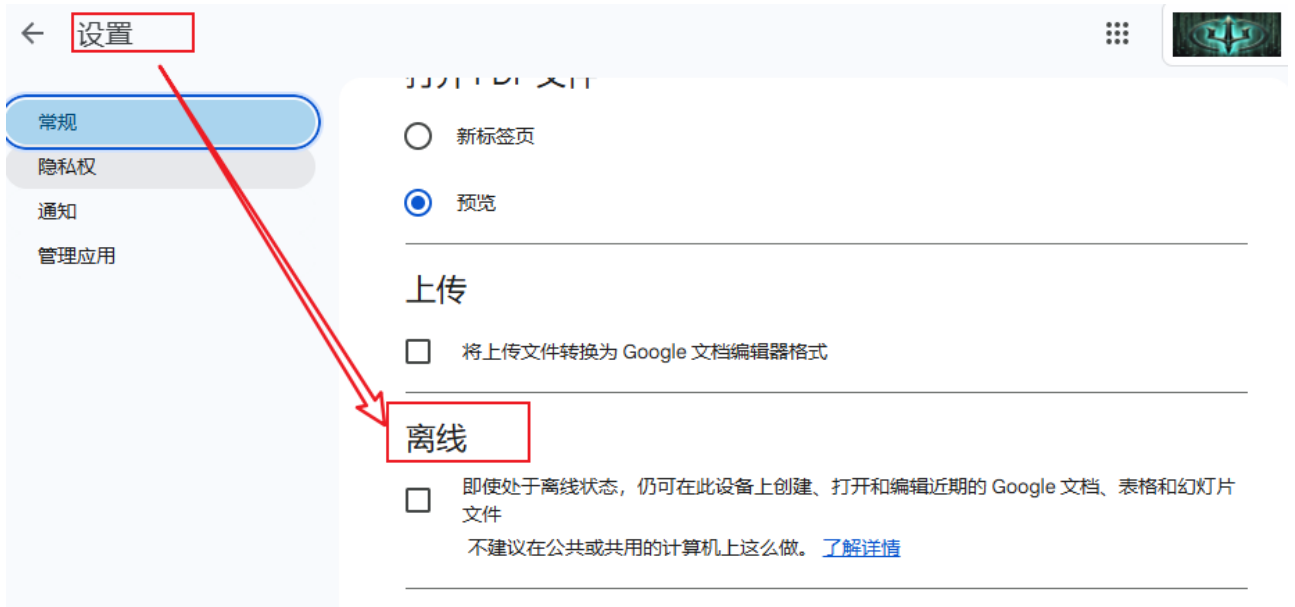 设置
常规
隐私权
通知
管理应用
打开 PDF 文件
新标签页
预览
上传
将上传文件转换为 Google 文档编辑器格式
离线
即使处于离线状态，仍可在此设备上创建、打开和编辑近期的 Google 文档、表格和幻灯片
文件
不建议在公共或共用的计算机上这么做。 了解详情